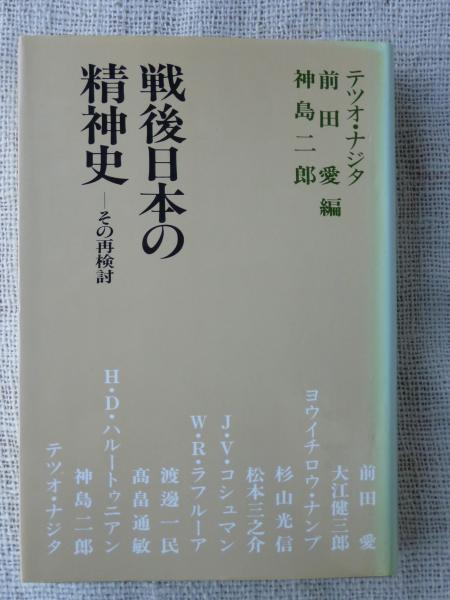 テツオ・ナジタ
前田 愛編
神島二郎
戦後日本の
精神史
―その再検討
前田 愛
大江健三郎
ヨウイチロウ・ナンブ
杉山光信
松本三之介
J・V・コシュマン
W・R・ラフルーア
渡邊一民
髙畠通敏
H・D・ハルートゥニアン
神島二郎
テツオ・ナジタ